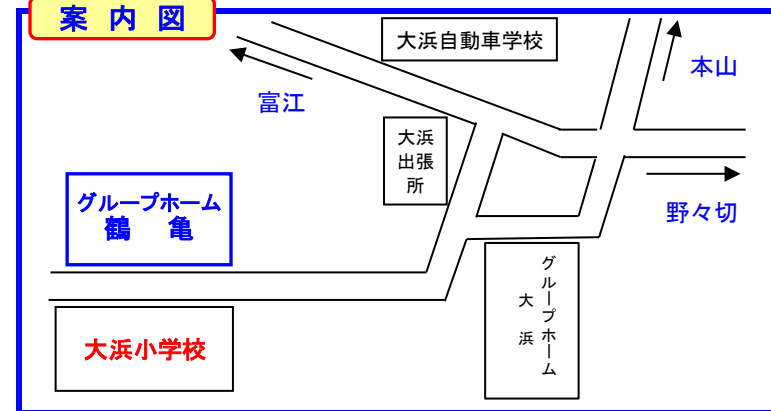 案 内 図
大浜自動車学校
本山
富江
大浜
出張
所
野々切
グループホーム
鶴 亀
グループホーム
大 浜
大浜小学校